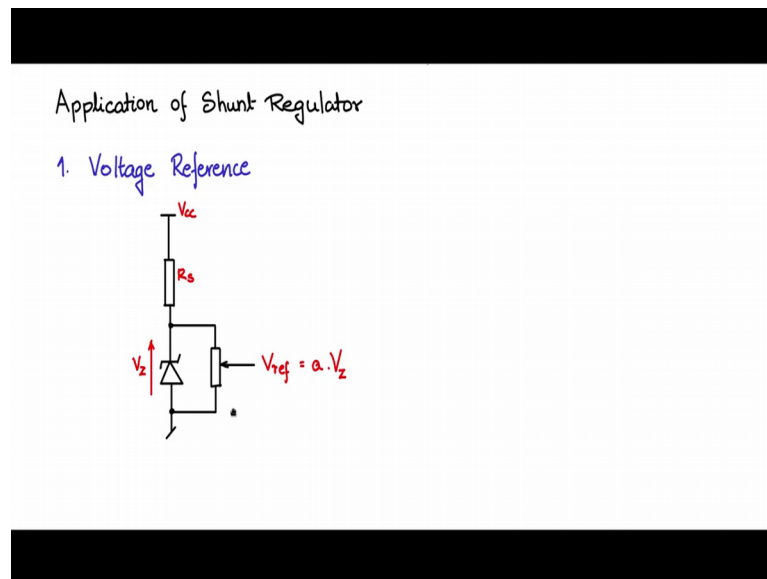 Application of Shunt Regulator
1. Voltage Reference
Vcc
Rs
Vz
Vref = a.Vz